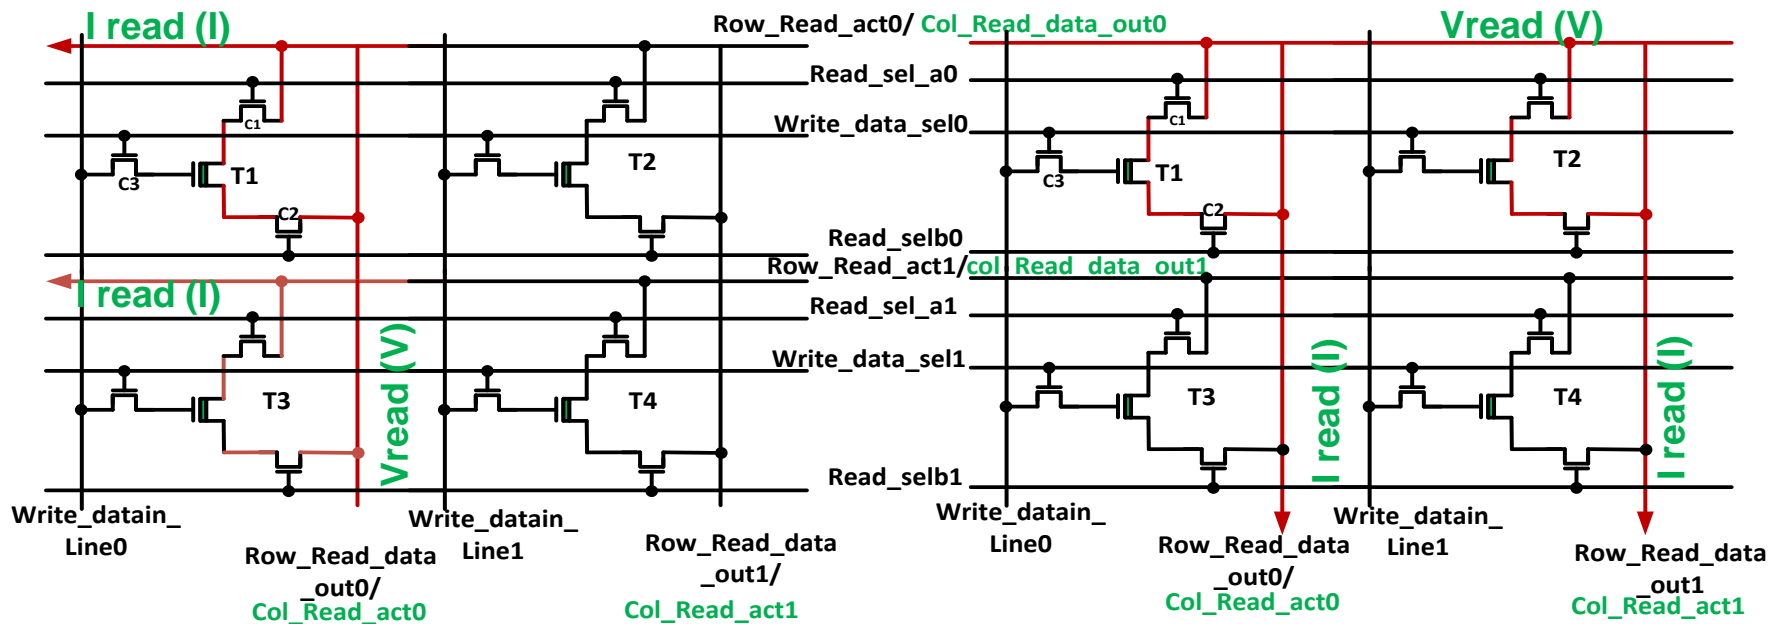 I read (I)
Row_Read_act0/ Col_Read_data_out0
Vread (V)
Read_sel_a0
C1
C1
Write_data_sel0
T2
T2
C3
T1
C3
T1
C2
C2
Read_selb0
Row_Read_act1/col_Read_data_out1
I read (I)
Read_sel_a1
Vread (V)
Write_data_sel1
I read (I)
I read (I)
T3
T4
T3
T4
Read_selb1
Write_datain_
Line0
Write_datain_
Line1
Write_datain_
Line0
Write_datain_
Line1
Row_Read_data
_out0/
Col_Read_act0
Row_Read_data
_out1/
Col_Read_act1
Row_Read_data
_out0/
Col_Read_act0
Row_Read_data
_out1
Col_Read_act1